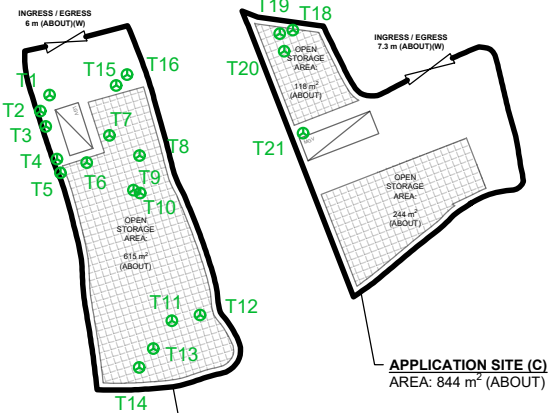 INGRESS / EGRESS
6 m (ABOUT)(W)
T19
T18
INGRESS / EGRESS
7.3 m (ABOUT)(W)
T16
T15
T20
OPEN
STORAGE
AREA:
118 m²
(ABOUT)
T1
T2
T3
T7
T21
MGV
T4
T8
T5
T6
T9
T10
OPEN
STORAGE
AREA:
615 m²
(ABOUT)
OPEN
STORAGE
AREA:
244 m²
(ABOUT)
T11
T12
T13
T14
APPLICATION SITE (C)
AREA: 844 m² (ABOUT)